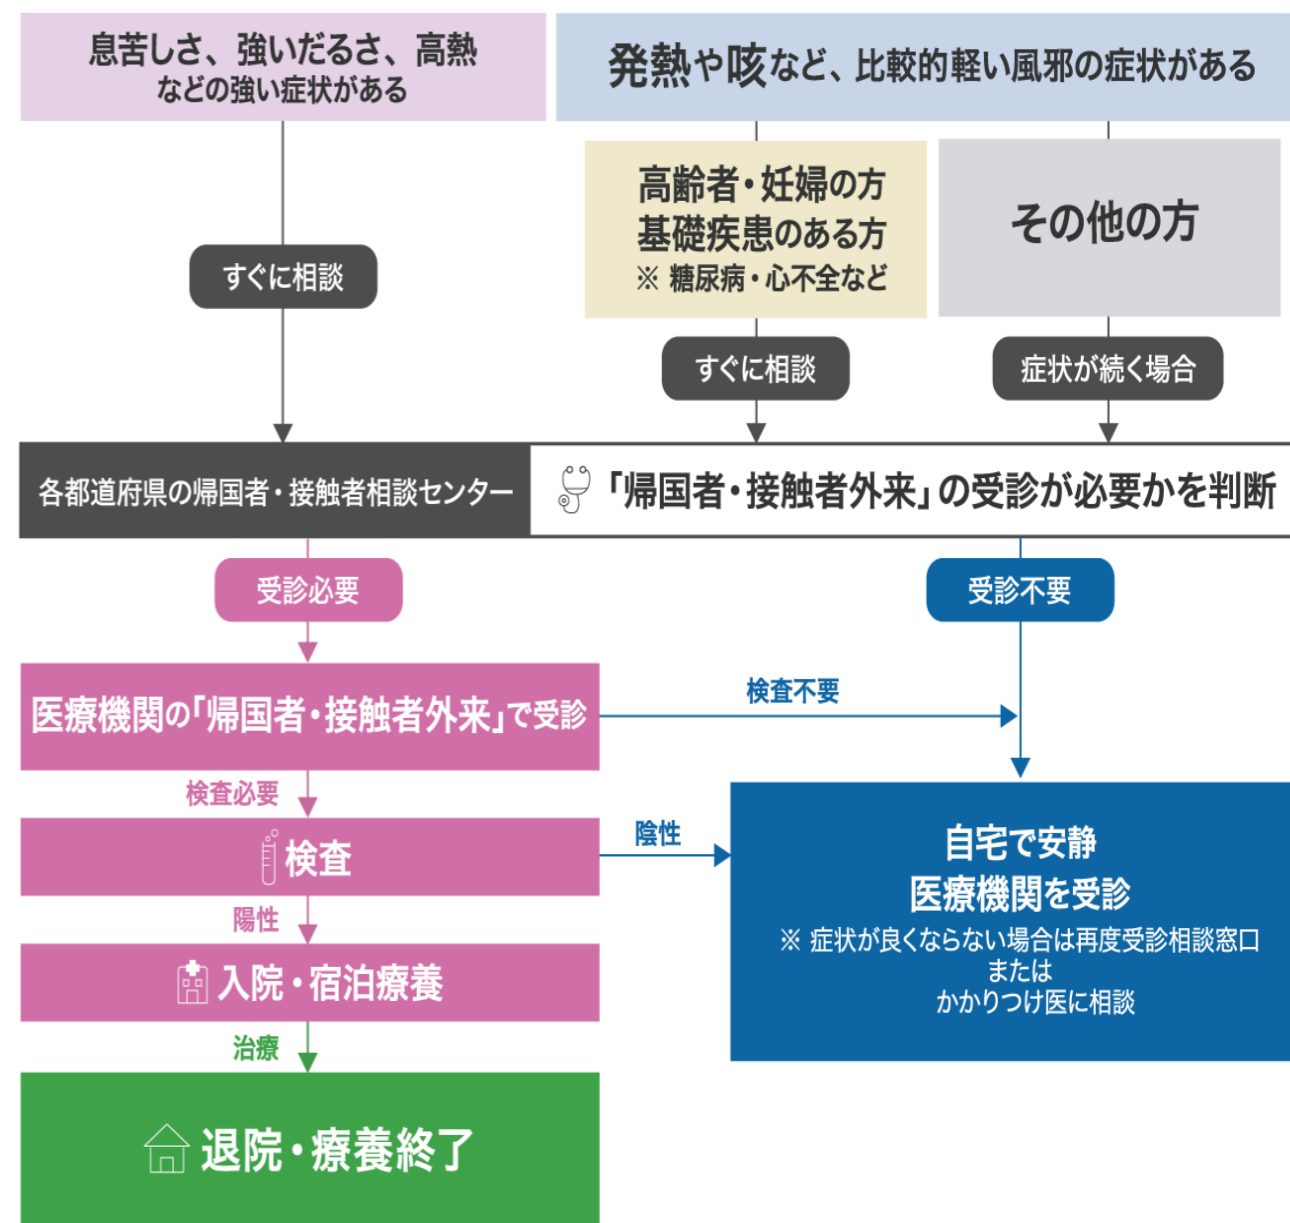 息苦しさ、強いだるさ、高熱
などの強い症状がある
発熱や咳など、比較的軽い風邪の症状がある
高齢者・妊婦の方
基礎疾患のある方
※ 糖尿病・心不全など
その他の方
すぐに相談
すぐに相談
症状が続く場合
各都道府県の帰国者・接触者相談センター
「帰国者・接触者外来」の受診が必要かを判断
受診必要
受診不要
医療機関の「帰国者・接触者外来」で受診
検査不要
検査必要
検査
陰性
陽性
入院・宿泊療養
自宅で安静
医療機関を受診
※ 症状が良くならない場合は再度受診相談窓口
または
かかりつけ医に相談
治療
退院・療養終了